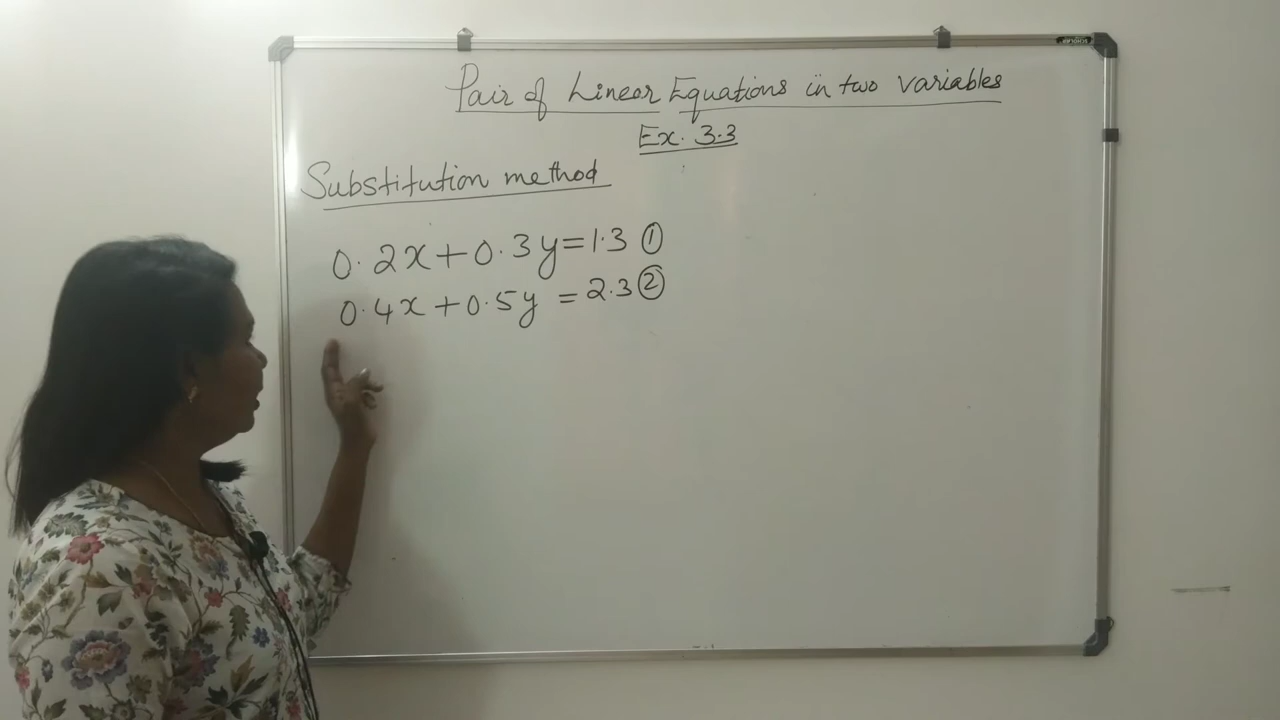 Pair of Linear Equations in two variables
Ex. 3.3
Substitution method
0.2x+0.3y=1.3 ①
0.4x+0.5y = 2.3 ②